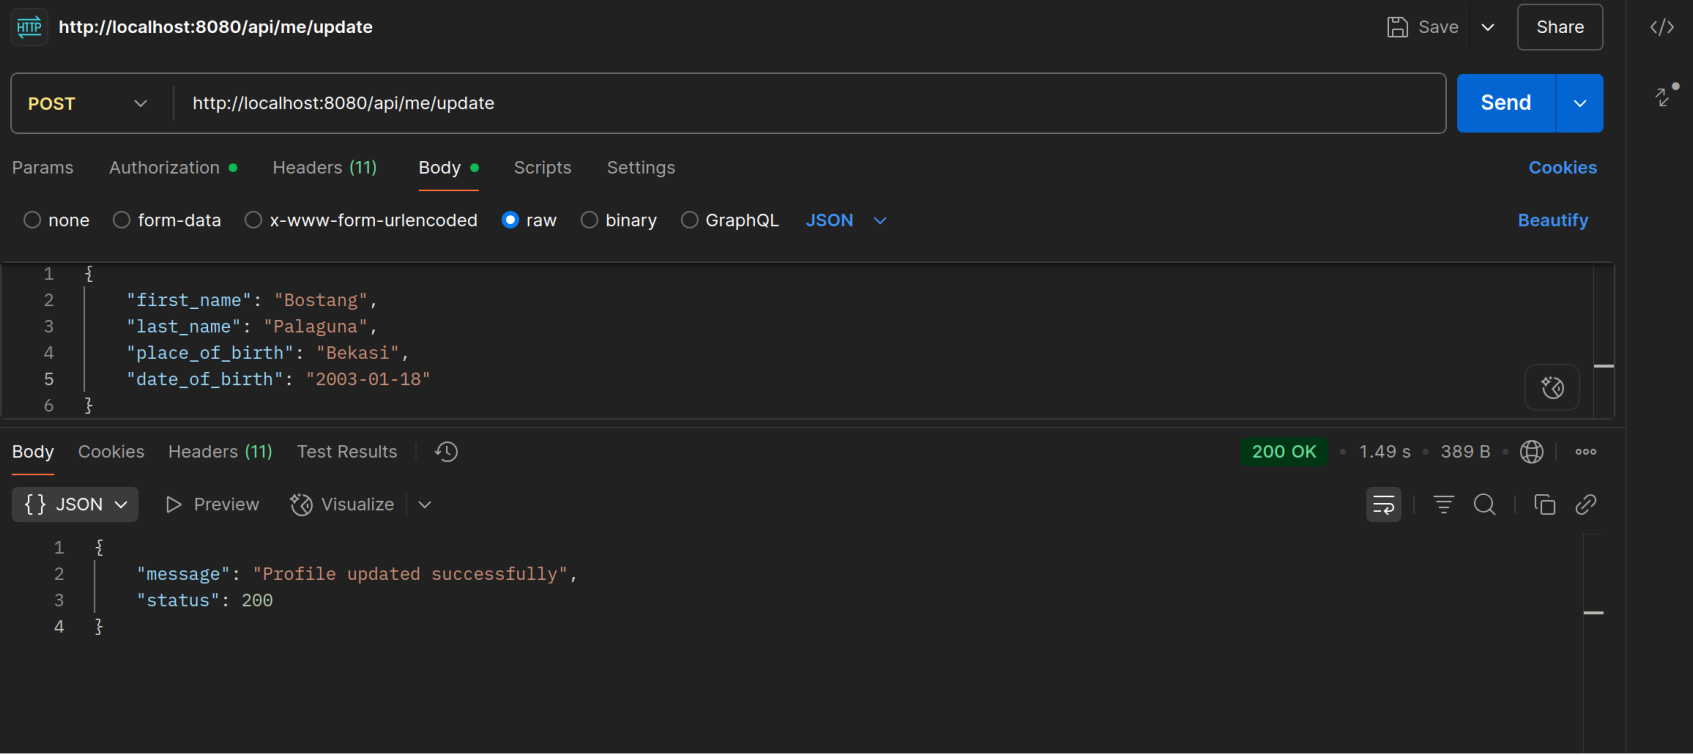 HTTP http://localhost:8080/api/me/update Save Share
POST http://localhost:8080/api/me/update Send
Params Authorization Headers (11) Body Scripts Settings Cookies
none form-data x-www-form-urlencoded raw binary GraphQL JSON Beautify
1 {
2 "first_name": "Bostang",
3 "last_name": "Palaguna",
4 "place_of_birth": "Bekasi",
5 "date_of_birth": "2003-01-18"
6 }
Body Cookies Headers (11) Test Results 200 OK • 1.49 s • 389 B •
{} JSON Preview Visualize
1 {
2 "message": "Profile updated successfully",
3 "status": 200
4 }